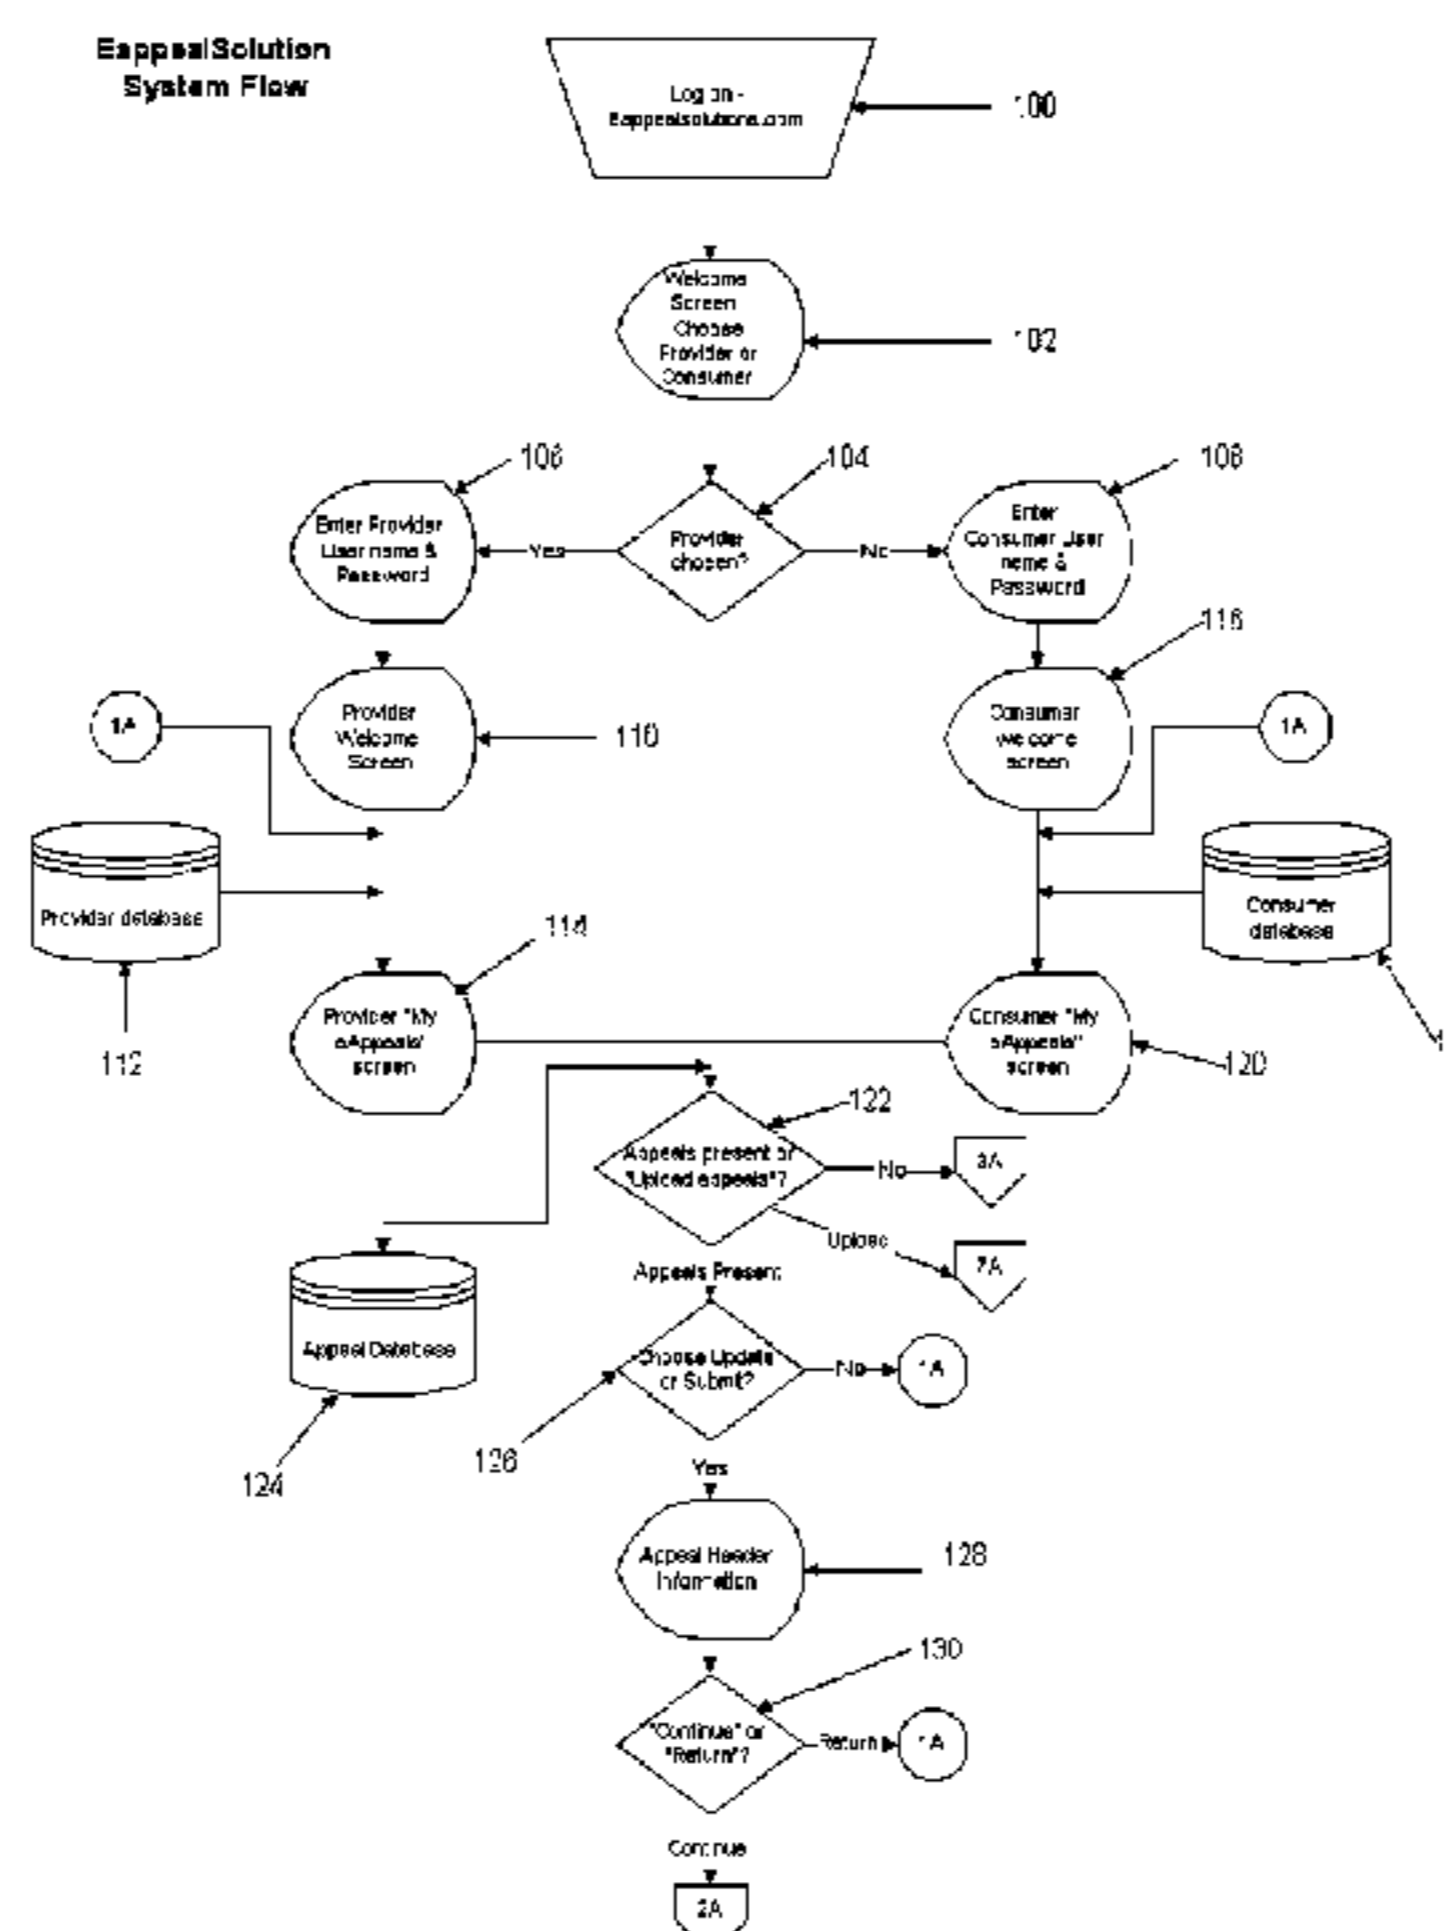 EappealSolution
System Flow
Log on -
Eappealsolutions.com
100
Welcome
Screen
Choose
Provider or
Consumer
102
106
104
108
Enter Provider
User name &
Password
Yes
Provider
chosen?
No
Enter
Consumer User
name &
Password
116
1A
Provider
Welcome
Screen
110
Consumer
welcome
screen
1A
Provider database
Consumer
database
114
112
Provider "My
eAppeals"
screen
Consumer "My
eAppeals"
screen
120
122
Appeals present or
"Upload appeals"?
No
3A
Upload
7A
Appeals Present
Appeal Database
Choose Update
or Submit?
No
1A
126
124
Yes
Appeal Header
Information
128
130
"Continue" or
"Return"?
Return
1A
Continue
2A